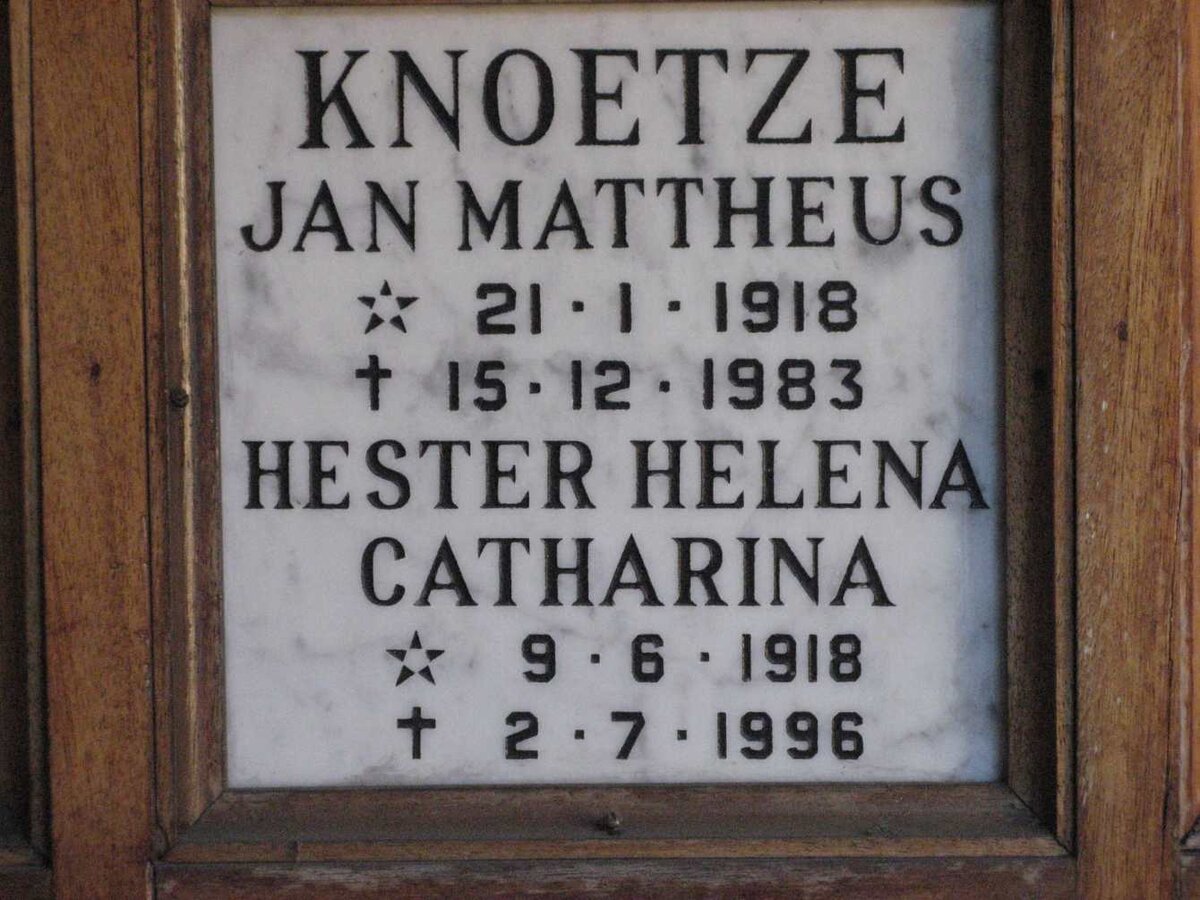 KNOETZE
JAN MATTHEUS
☆ 21·1·1918
✝ 15·12·1983
HESTER HELENA
CATHARINA
☆ 9·6·1918
✝ 2·7·1996